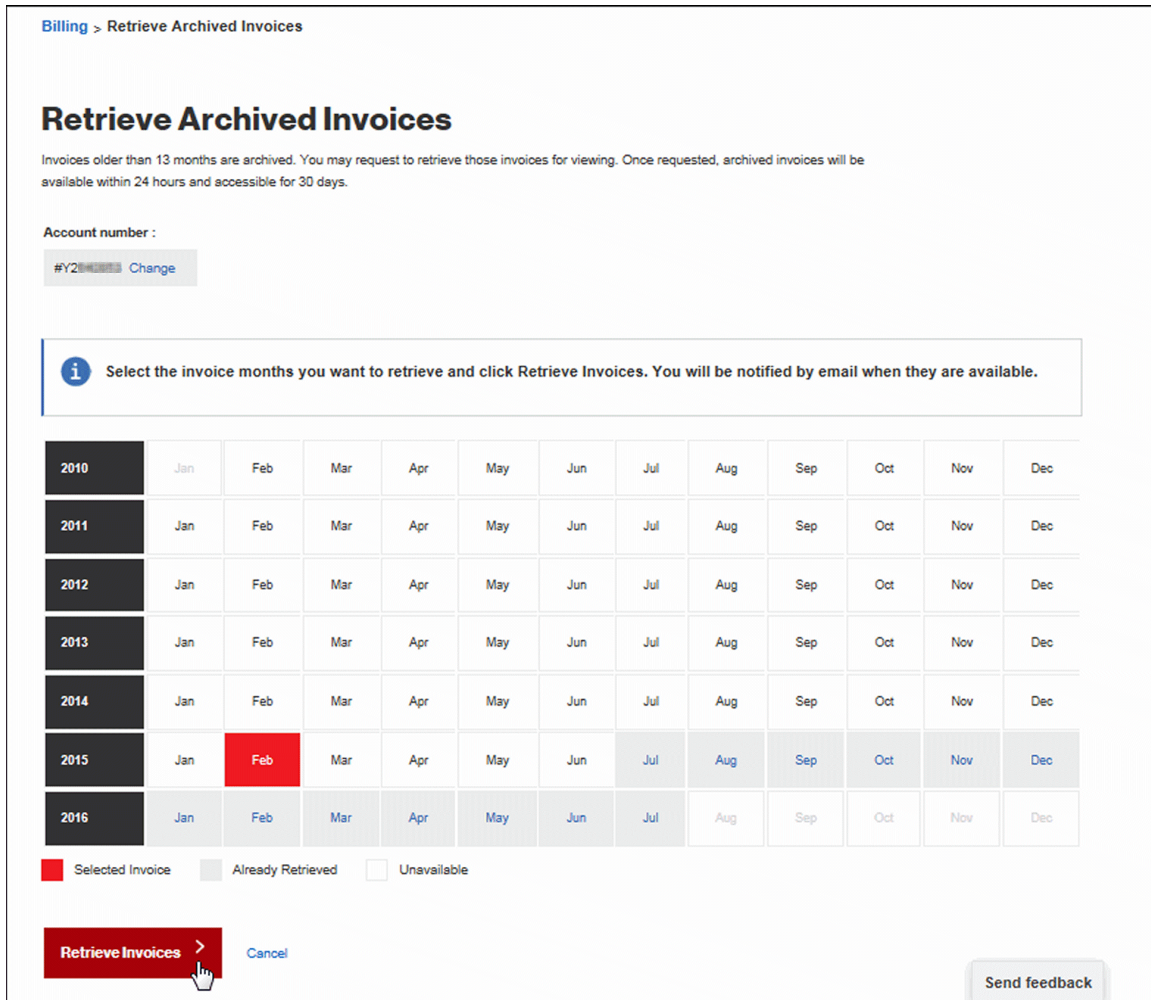 Billing > Retrieve Archived Invoices
Retrieve Archived Invoices
Invoices older than 13 months are archived. You may request to retrieve those invoices for viewing. Once requested, archived invoices will be
available within 24 hours and accessible for 30 days.
Account number :
#Y2 Change
Select the invoice months you want to retrieve and click Retrieve Invoices. You will be notified by email when they are available.
2010 Jan Feb Mar Apr May Jun Jul Aug Sep Oct Nov Dec
2011 Jan Feb Mar Apr May Jun Jul Aug Sep Oct Nov Dec
2012 Jan Feb Mar Apr May Jun Jul Aug Sep Oct Nov Dec
2013 Jan Feb Mar Apr May Jun Jul Aug Sep Oct Nov Dec
2014 Jan Feb Mar Apr May Jun Jul Aug Sep Oct Nov Dec
2015 Jan Feb Mar Apr May Jun Jul Aug Sep Oct Nov Dec
2016 Jan Feb Mar Apr May Jun Jul Aug Sep Oct Nov Dec
Selected Invoice Already Retrieved Unavailable
Retrieve Invoices > Cancel
Send feedback